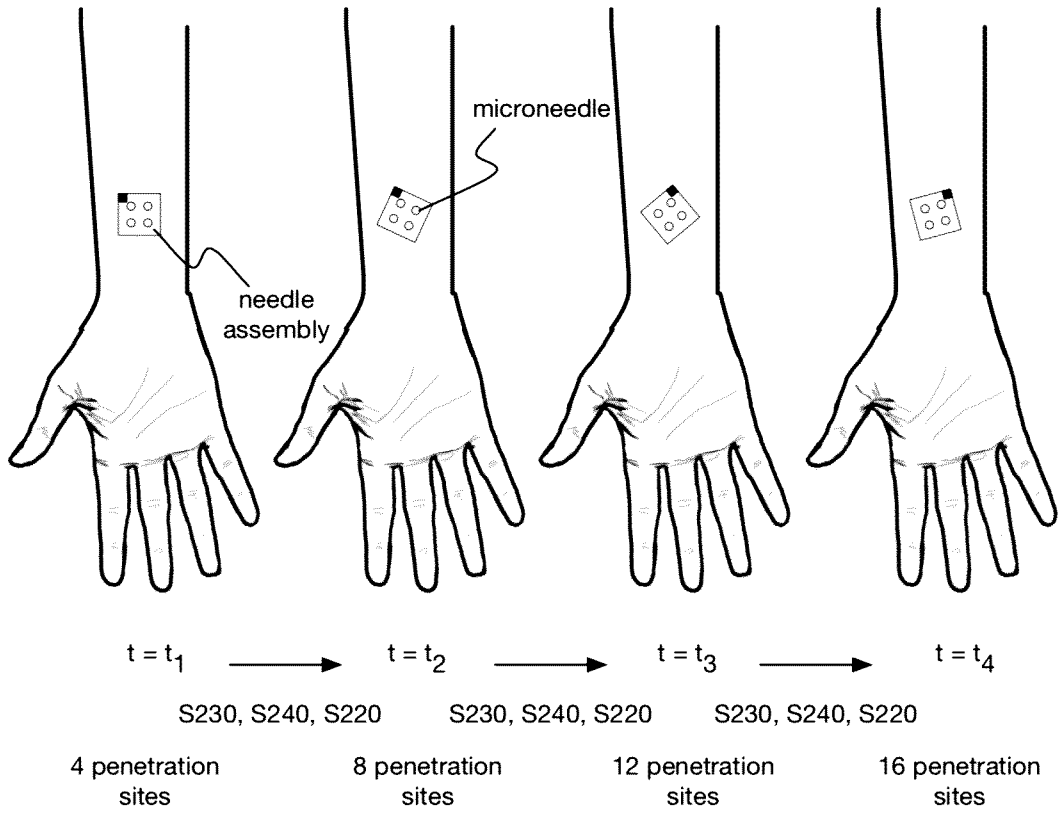 microneedle
needle
assembly
t = t1 t = t2 t = t3 t = t4
S230, S240, S220 S230, S240, S220 S230, S240, S220
4 penetration 8 penetration 12 penetration 16 penetration
sites sites sites sites